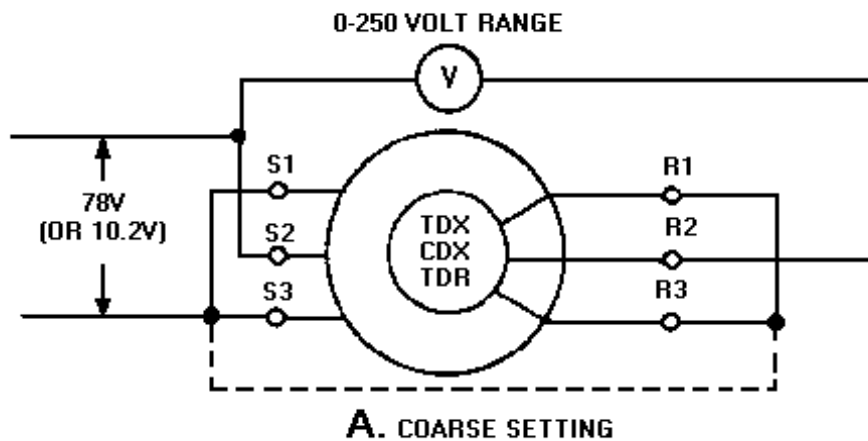 0-250 VOLT RANGE
V
S1
R1
78V
(OR 10.2V)
TDX
CDX
TDR
S2
R2
S3
R3
A. COARSE SETTING